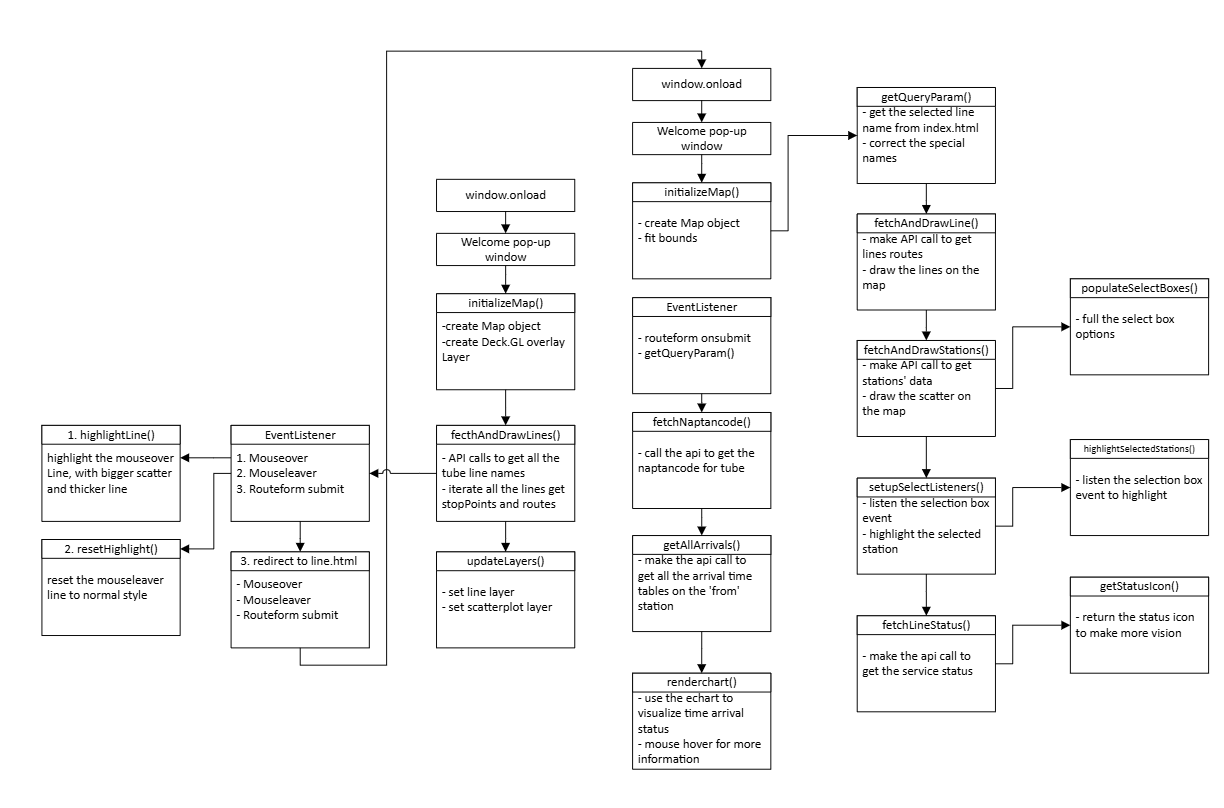 window.onload
Welcome pop-up
window
initializeMap()
-create Map object
-create Deck.GL overlay
Layer
fecthAndDrawLines()
- API calls to get all the
tube line names
- iterate all the lines get
stopPoints and routes
updateLayers()
- set line layer
- set scatterplot layer
EventListener
1. Mouseover
2. Mouseleaver
3. Routeform submit
1. highlightLine()
highlight the mouseover
Line, with bigger scatter
and thicker line
2. resetHighlight()
reset the mouseleaver
line to normal style
3. redirect to line.html
- Mouseover
- Mouseleaver
- Routeform submit
window.onload
Welcome pop-up
window
initializeMap()
- create Map object
- fit bounds
EventListener
- routeform onsubmit
- getQueryParam()
fetchNaptancode()
- call the api to get the
naptancode for tube
getAllArrivals()
- make the api call to
get all the arrival time
tables on the 'from'
station
renderchart()
- use the echart to
visualize time arrival
status
- mouse hover for more
information
getQueryParam()
- get the selected line
name from index.html
- correct the special
names
fetchAndDrawLine()
- make API call to get
lines routes
- draw the lines on the
map
fetchAndDrawStations()
- make API call to get
stations' data
- draw the scatter on
the map
setupSelectListeners()
- listen the selection box
event
- highlight the selected
station
fetchLineStatus()
- make the api call to
get the service status
populateSelectBoxes()
- full the select box
options
highlightSelectedStations()
- listen the selection box
event to highlight
getStatusIcon()
- return the status icon
to make more vision